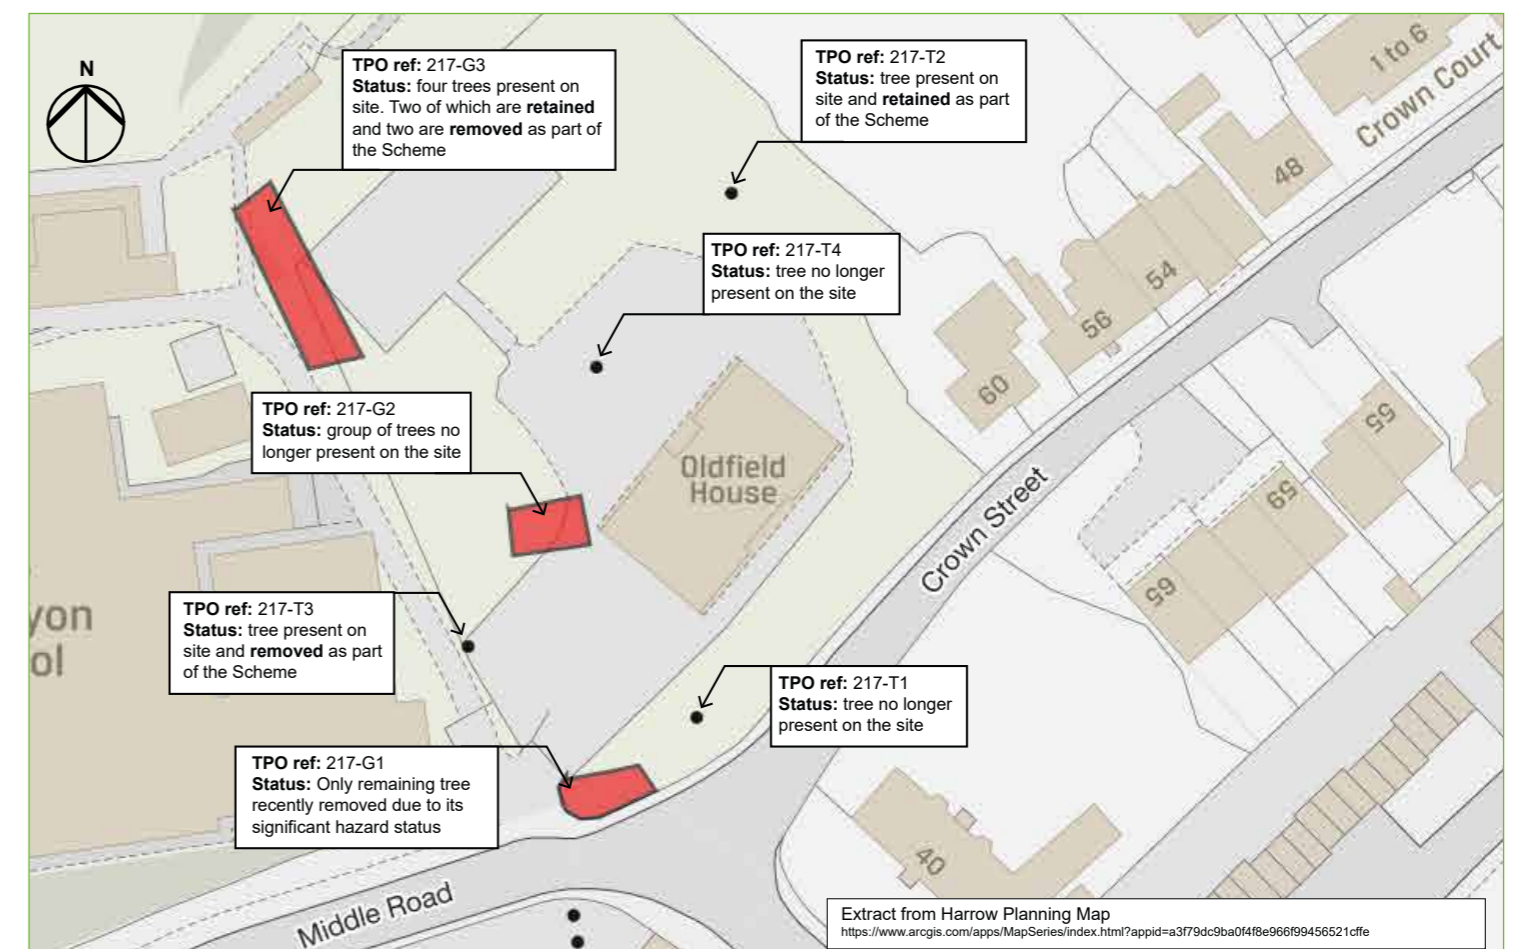 N
TPO ref: 217-G3
Status: four trees present on
site. Two of which are retained
and two are removed as part of
the Scheme
TPO ref: 217-T2
Status: tree present on
site and retained as part
of the Scheme
1 to 6
Crown Court
48
TPO ref: 217-T4
Status: tree no longer
present on the site
54
56
60
TPO ref: 217-G2
Status: group of trees no
longer present on the site
Oldfield
House
55
59
Crown Street
65
yon
ol
TPO ref: 217-T3
Status: tree present on
site and removed as part
of the Scheme
TPO ref: 217-T1
Status: tree no longer
present on the site
TPO ref: 217-G1
Status: Only remaining tree
recently removed due to its
significant hazard status
40
Middle Road
Extract from Harrow Planning Map
https://www.arcgis.com/apps/MapSeries/index.html?appid=a3f79dc9ba0f4f8e966f99456521cffe